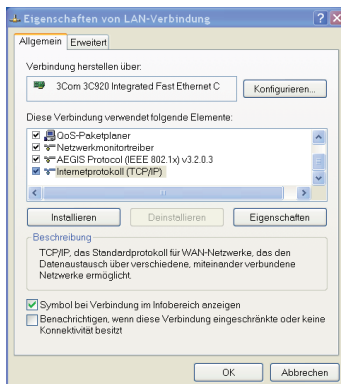 Eigenschaften von LAN-Verbindung
Allgemein Erweitert
Verbindung herstellen über:
3Com 3C920 Integrated Fast Ethernet C
Konfigurieren...
Diese Verbindung verwendet folgende Elemente:
QoS-Paketplaner
Netzwerkmonitortreiber
AEGIS Protocol (IEEE 802.1x) v3.2.0.3
Internetprotokoll (TCP/IP)
Installieren Deinstallieren Eigenschaften
Beschreibung
TCP/IP, das Standardprotokoll für WAN-Netzwerke, das den
Datenaustausch über verschiedene, miteinander verbundene
Netzwerke ermöglicht.
Symbol bei Verbindung im Infobereich anzeigen
Benachrichtigen, wenn diese Verbindung eingeschränkte oder keine
Konnektivität besitzt
OK Abbrechen